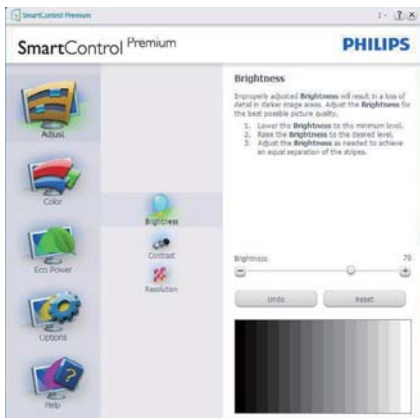 SmartControl Premium
SmartControl Premium
PHILIPS
Adjust
Color
Eco Power
Options
Help
Brightness
Contrast
Resolution
Brightness
Improperly adjusted Brightness will result in a loss of
detail in darker image areas. Adjust the Brightness for
the best possible picture quality.
1. Lower the Brightness to the minimum level.
2. Raise the Brightness to the desired level.
3. Adjust the Brightness as needed to achieve
an equal separation of the stripes.
Brightness 70
Undo Reset